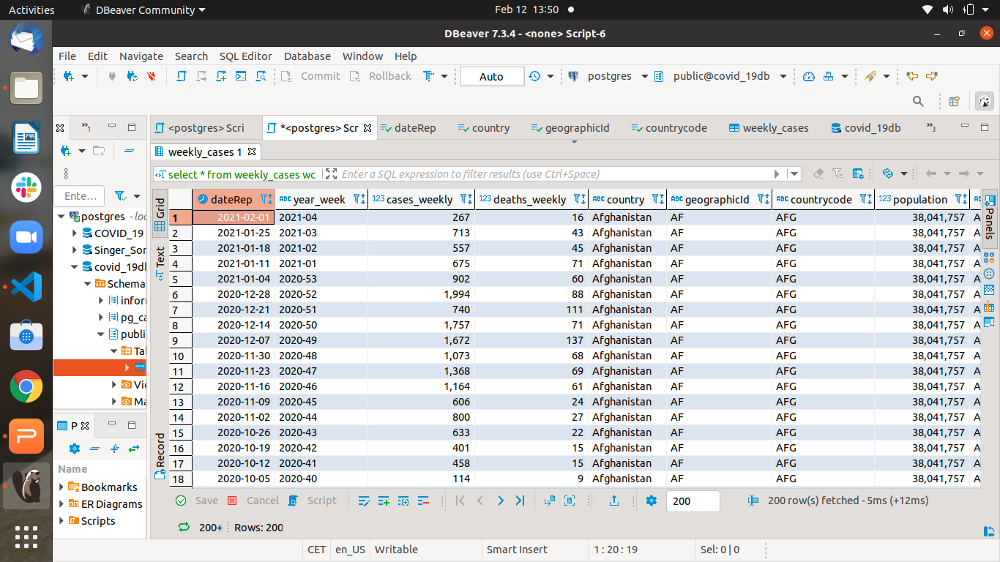 Activities DBeaver Community Feb 12 13:50
DBeaver 7.3.4 - <none> Script-6
File Edit Navigate Search SQL Editor Database Window Help
Commit Rollback Auto postgres public@covid_19db
<postgres> Scri *<postgres> Scr dateRep country geographicId countrycode weekly_cases covid_19db »3
»1
weekly_cases 1
select * from weekly_cases wc Enter a SQL expression to filter results (use Ctrl+Space)
Ente...
postgres - loc
COVID_19
Singer_Son
covid_19db
Schemas
infor
pg_ca
public
Tab
Vie
Ma
P
Name
Bookmarks
ER Diagrams
Scripts
Grid
Text
Record
Panels
dateRep year_week cases_weekly deaths_weekly country geographicId countrycode population
1 2021-02-01 2021-04 267 16 Afghanistan AF AFG 38,041,757 A
2 2021-01-25 2021-03 713 43 Afghanistan AF AFG 38,041,757 A
3 2021-01-18 2021-02 557 45 Afghanistan AF AFG 38,041,757 A
4 2021-01-11 2021-01 675 71 Afghanistan AF AFG 38,041,757 A
5 2021-01-04 2020-53 902 60 Afghanistan AF AFG 38,041,757 A
6 2020-12-28 2020-52 1,994 88 Afghanistan AF AFG 38,041,757 A
7 2020-12-21 2020-51 740 111 Afghanistan AF AFG 38,041,757 A
8 2020-12-14 2020-50 1,757 71 Afghanistan AF AFG 38,041,757 A
9 2020-12-07 2020-49 1,672 137 Afghanistan AF AFG 38,041,757 A
10 2020-11-30 2020-48 1,073 68 Afghanistan AF AFG 38,041,757 A
11 2020-11-23 2020-47 1,368 69 Afghanistan AF AFG 38,041,757 A
12 2020-11-16 2020-46 1,164 61 Afghanistan AF AFG 38,041,757 A
13 2020-11-09 2020-45 606 24 Afghanistan AF AFG 38,041,757 A
14 2020-11-02 2020-44 800 27 Afghanistan AF AFG 38,041,757 A
15 2020-10-26 2020-43 633 22 Afghanistan AF AFG 38,041,757 A
16 2020-10-19 2020-42 401 15 Afghanistan AF AFG 38,041,757 A
17 2020-10-12 2020-41 458 15 Afghanistan AF AFG 38,041,757 A
18 2020-10-05 2020-40 114 9 Afghanistan AF AFG 38,041,757 A
Save Cancel Script 200 200 row(s) fetched - 5ms (+12ms)
200+ Rows: 200
CET en_US Writable Smart Insert 1 : 20 : 19 Sel: 0 | 0